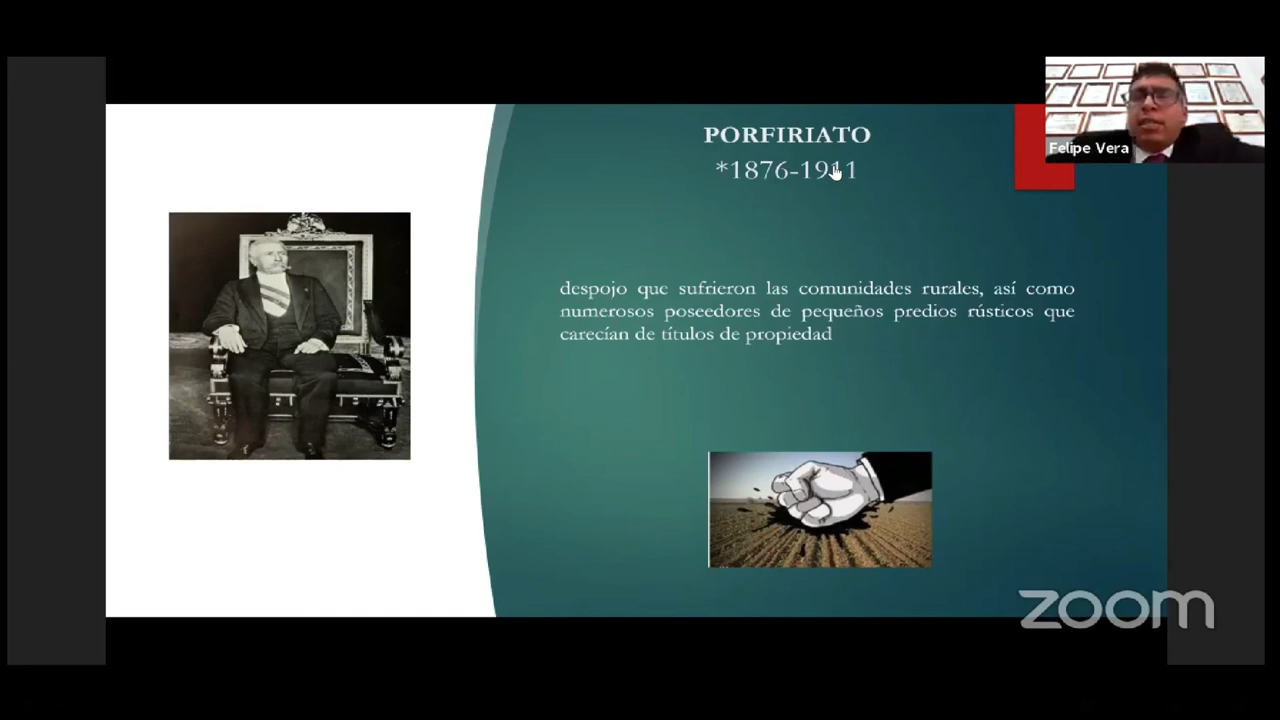 PORFIRIATO
*1876-1911
Felipe Vera
despojo que sufrieron las comunidades rurales, así como
numerosos poseedores de pequeños predios rústicos que
carecían de títulos de propiedad
zoom